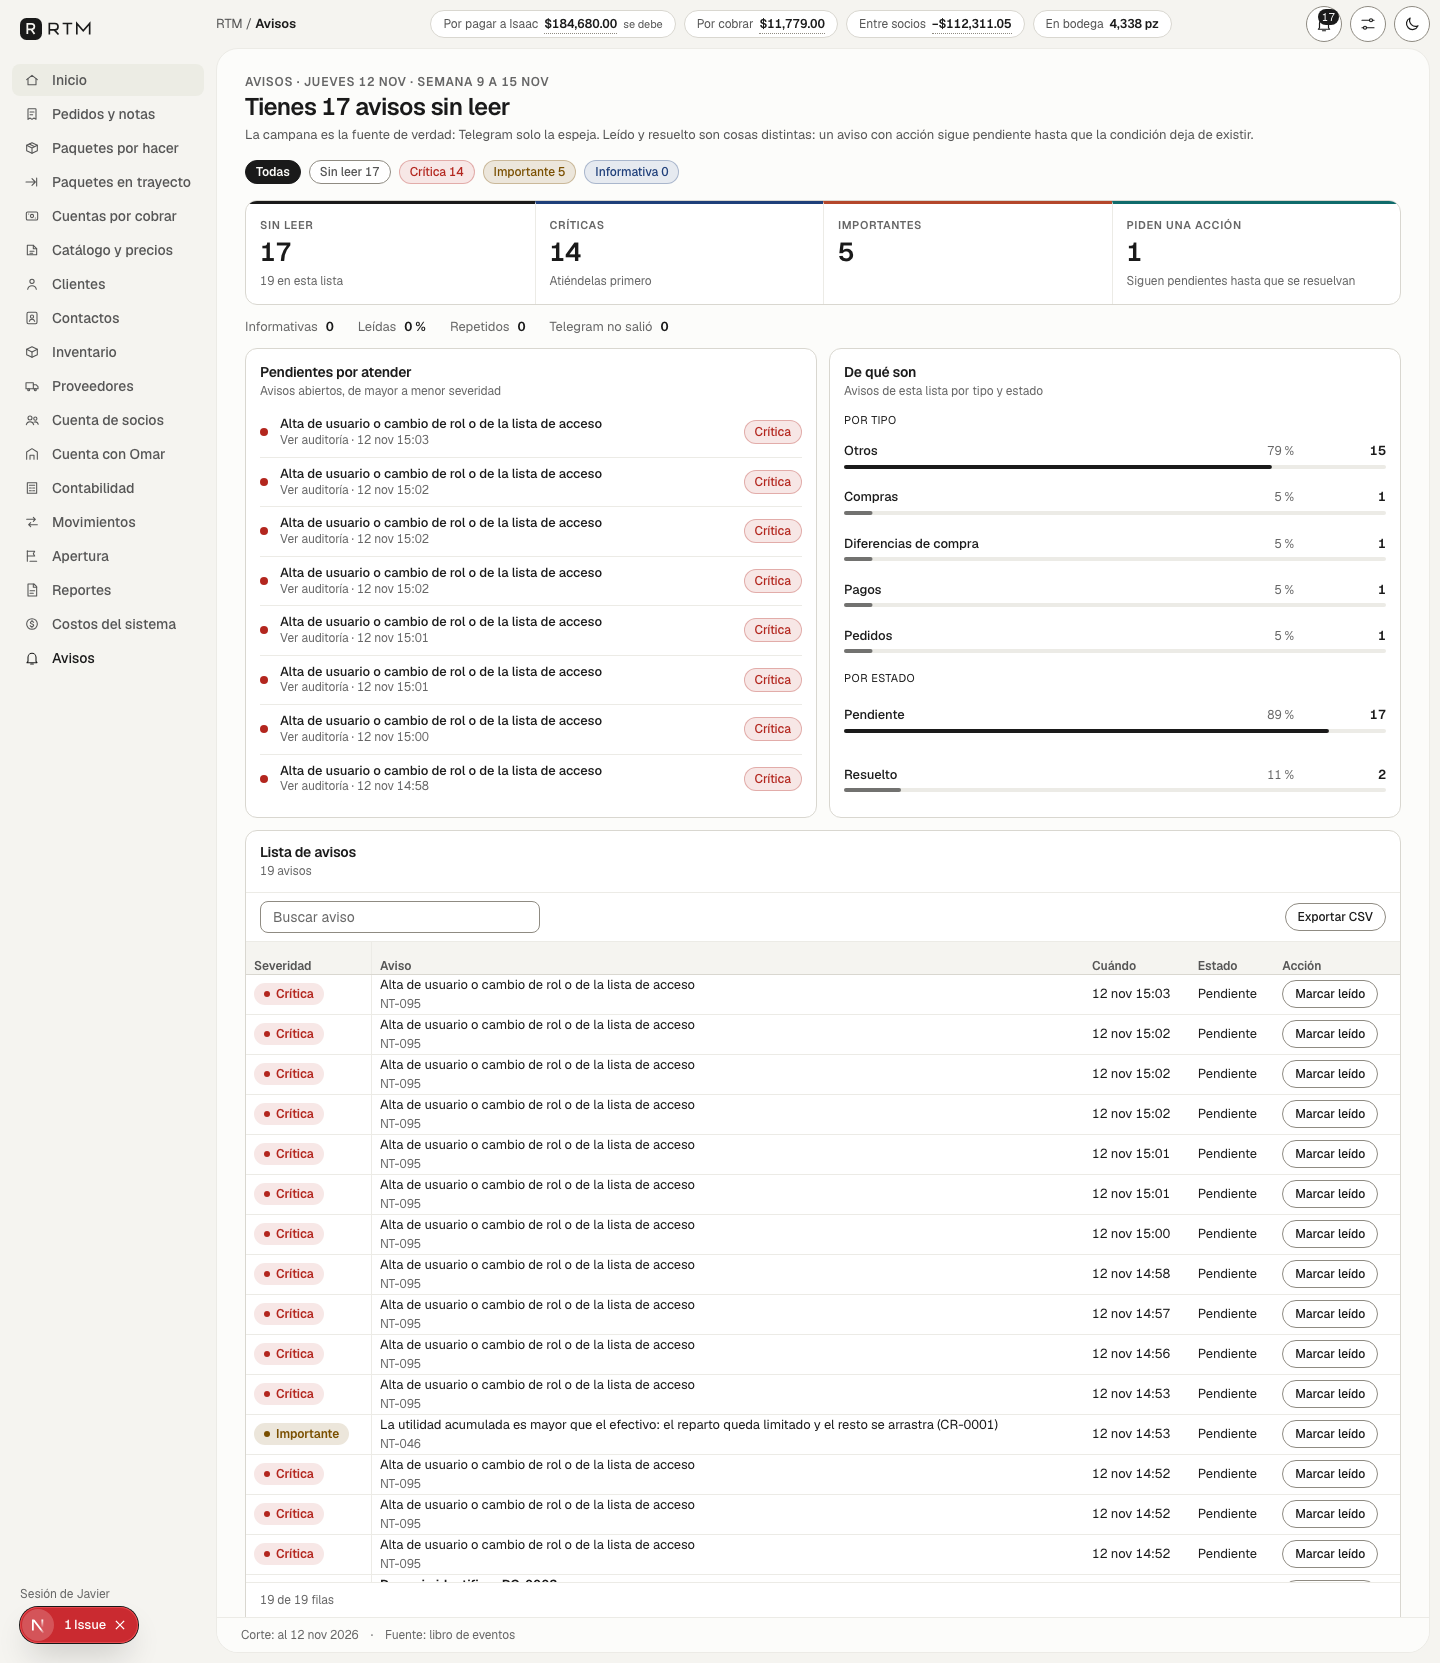 R RTM
RTM / Avisos
Por pagar a Isaac $184,680.00 se debe
Por cobrar $11,779.00
Entre socios −$112,311.05
En bodega 4,338 pz
17
Inicio
Pedidos y notas
Paquetes por hacer
Paquetes en trayecto
Cuentas por cobrar
Catálogo y precios
Clientes
Contactos
Inventario
Proveedores
Cuenta de socios
Cuenta con Omar
Contabilidad
Movimientos
Apertura
Reportes
Costos del sistema
Avisos
Sesión de Javier
N 1 Issue
AVISOS · JUEVES 12 NOV · SEMANA 9 A 15 NOV
Tienes 17 avisos sin leer
La campana es la fuente de verdad: Telegram solo la espeja. Leído y resuelto son cosas distintas: un aviso con acción sigue pendiente hasta que la condición deja de existir.
Todas Sin leer 17 Crítica 14 Importante 5 Informativa 0
SIN LEER
17
19 en esta lista
CRÍTICAS
14
Atiéndelas primero
IMPORTANTES
5
PIDEN UNA ACCIÓN
1
Siguen pendientes hasta que se resuelvan
Informativas 0 Leídas 0 % Repetidos 0 Telegram no salió 0
Pendientes por atender
Avisos abiertos, de mayor a menor severidad
Alta de usuario o cambio de rol o de la lista de acceso
Ver auditoría · 12 nov 15:03
Crítica
Alta de usuario o cambio de rol o de la lista de acceso
Ver auditoría · 12 nov 15:02
Crítica
Alta de usuario o cambio de rol o de la lista de acceso
Ver auditoría · 12 nov 15:02
Crítica
Alta de usuario o cambio de rol o de la lista de acceso
Ver auditoría · 12 nov 15:02
Crítica
Alta de usuario o cambio de rol o de la lista de acceso
Ver auditoría · 12 nov 15:01
Crítica
Alta de usuario o cambio de rol o de la lista de acceso
Ver auditoría · 12 nov 15:01
Crítica
Alta de usuario o cambio de rol o de la lista de acceso
Ver auditoría · 12 nov 15:00
Crítica
Alta de usuario o cambio de rol o de la lista de acceso
Ver auditoría · 12 nov 14:58
Crítica
De qué son
Avisos de esta lista por tipo y estado
POR TIPO
Otros 79 % 15
Compras 5 % 1
Diferencias de compra 5 % 1
Pagos 5 % 1
Pedidos 5 % 1
POR ESTADO
Pendiente 89 % 17
Resuelto 11 % 2
Lista de avisos
19 avisos
Buscar aviso
Exportar CSV
Severidad Aviso Cuándo Estado Acción
Crítica Alta de usuario o cambio de rol o de la lista de acceso 12 nov 15:03 Pendiente Marcar leído
NT-095
Crítica Alta de usuario o cambio de rol o de la lista de acceso 12 nov 15:02 Pendiente Marcar leído
NT-095
Crítica Alta de usuario o cambio de rol o de la lista de acceso 12 nov 15:02 Pendiente Marcar leído
NT-095
Crítica Alta de usuario o cambio de rol o de la lista de acceso 12 nov 15:02 Pendiente Marcar leído
NT-095
Crítica Alta de usuario o cambio de rol o de la lista de acceso 12 nov 15:01 Pendiente Marcar leído
NT-095
Crítica Alta de usuario o cambio de rol o de la lista de acceso 12 nov 15:01 Pendiente Marcar leído
NT-095
Crítica Alta de usuario o cambio de rol o de la lista de acceso 12 nov 15:00 Pendiente Marcar leído
NT-095
Crítica Alta de usuario o cambio de rol o de la lista de acceso 12 nov 14:58 Pendiente Marcar leído
NT-095
Crítica Alta de usuario o cambio de rol o de la lista de acceso 12 nov 14:57 Pendiente Marcar leído
NT-095
Crítica Alta de usuario o cambio de rol o de la lista de acceso 12 nov 14:56 Pendiente Marcar leído
NT-095
Crítica Alta de usuario o cambio de rol o de la lista de acceso 12 nov 14:53 Pendiente Marcar leído
NT-095
Importante La utilidad acumulada es mayor que el efectivo: el reparto queda limitado y el resto se arrastra (CR-0001) 12 nov 14:53 Pendiente Marcar leído
NT-046
Crítica Alta de usuario o cambio de rol o de la lista de acceso 12 nov 14:52 Pendiente Marcar leído
NT-095
Crítica Alta de usuario o cambio de rol o de la lista de acceso 12 nov 14:52 Pendiente Marcar leído
NT-095
Crítica Alta de usuario o cambio de rol o de la lista de acceso 12 nov 14:52 Pendiente Marcar leído
NT-095
19 de 19 filas
Corte: al 12 nov 2026 · Fuente: libro de eventos